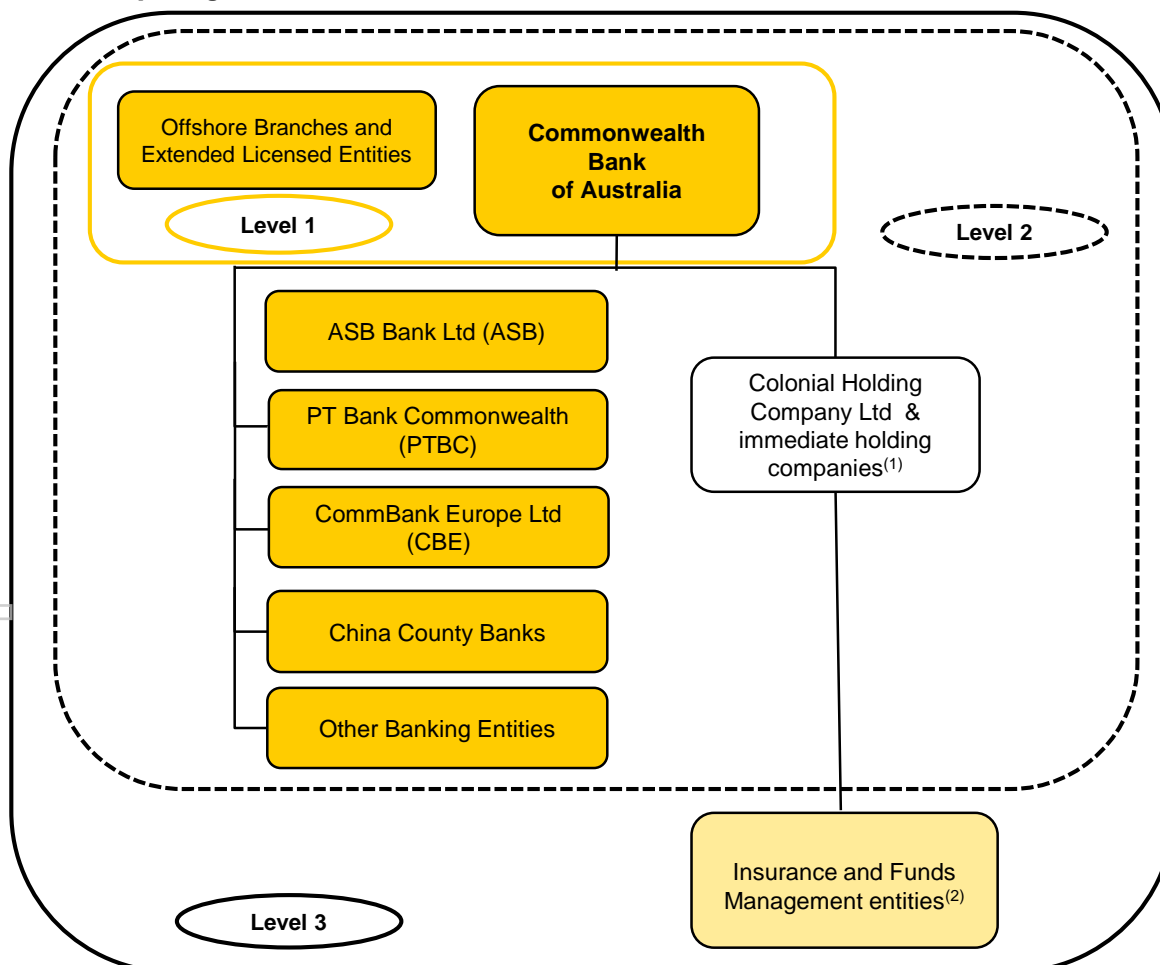 Offshore Branches and
Extended Licensed Entities
Commonwealth
Bank
of Australia
Level 1
Level 2
ASB Bank Ltd (ASB)
PT Bank Commonwealth
(PTBC)
Colonial Holding
Company Ltd &
immediate holding
companies(1)
CommBank Europe Ltd
(CBE)
China County Banks
Other Banking Entities
Insurance and Funds
Management entities(2)
Level 3